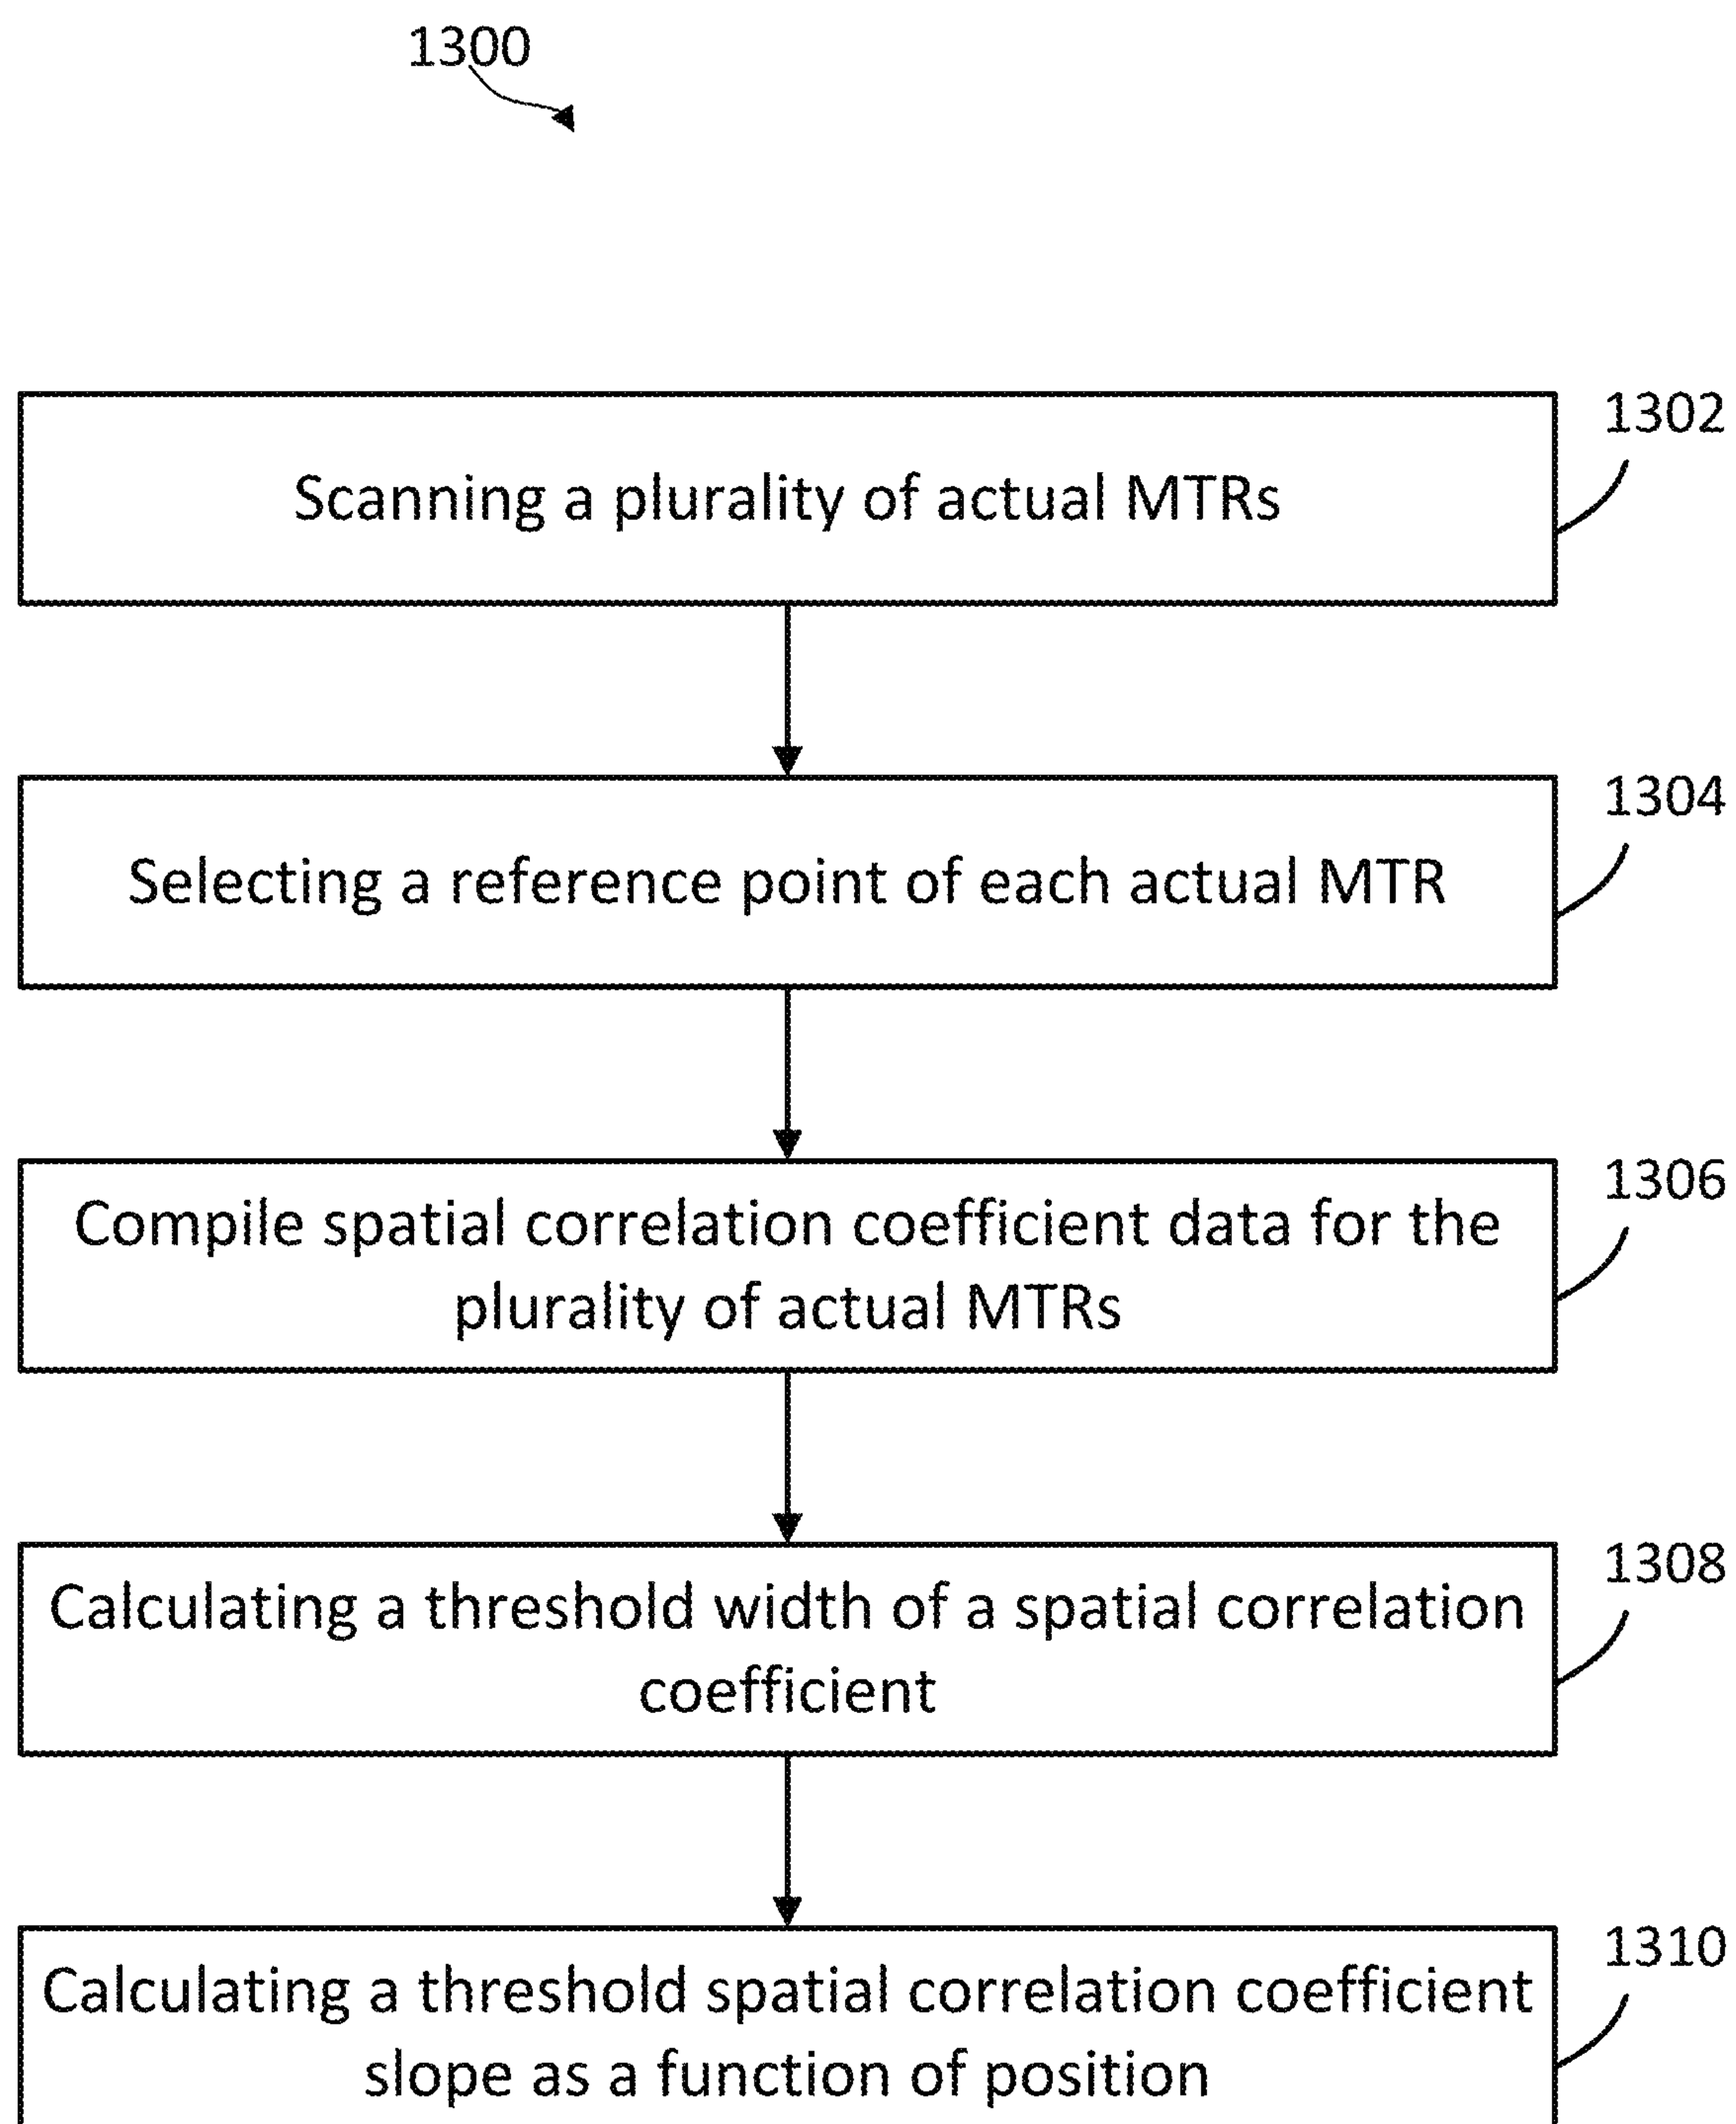 1300
1302
Scanning a plurality of actual MTRs
1304
Selecting a reference point of each actual MTR
1306
Compile spatial correlation coefficient data for the
plurality of actual MTRs
1308
Calculating a threshold width of a spatial correlation
coefficient
1310
Calculating a threshold spatial correlation coefficient
slope as a function of position